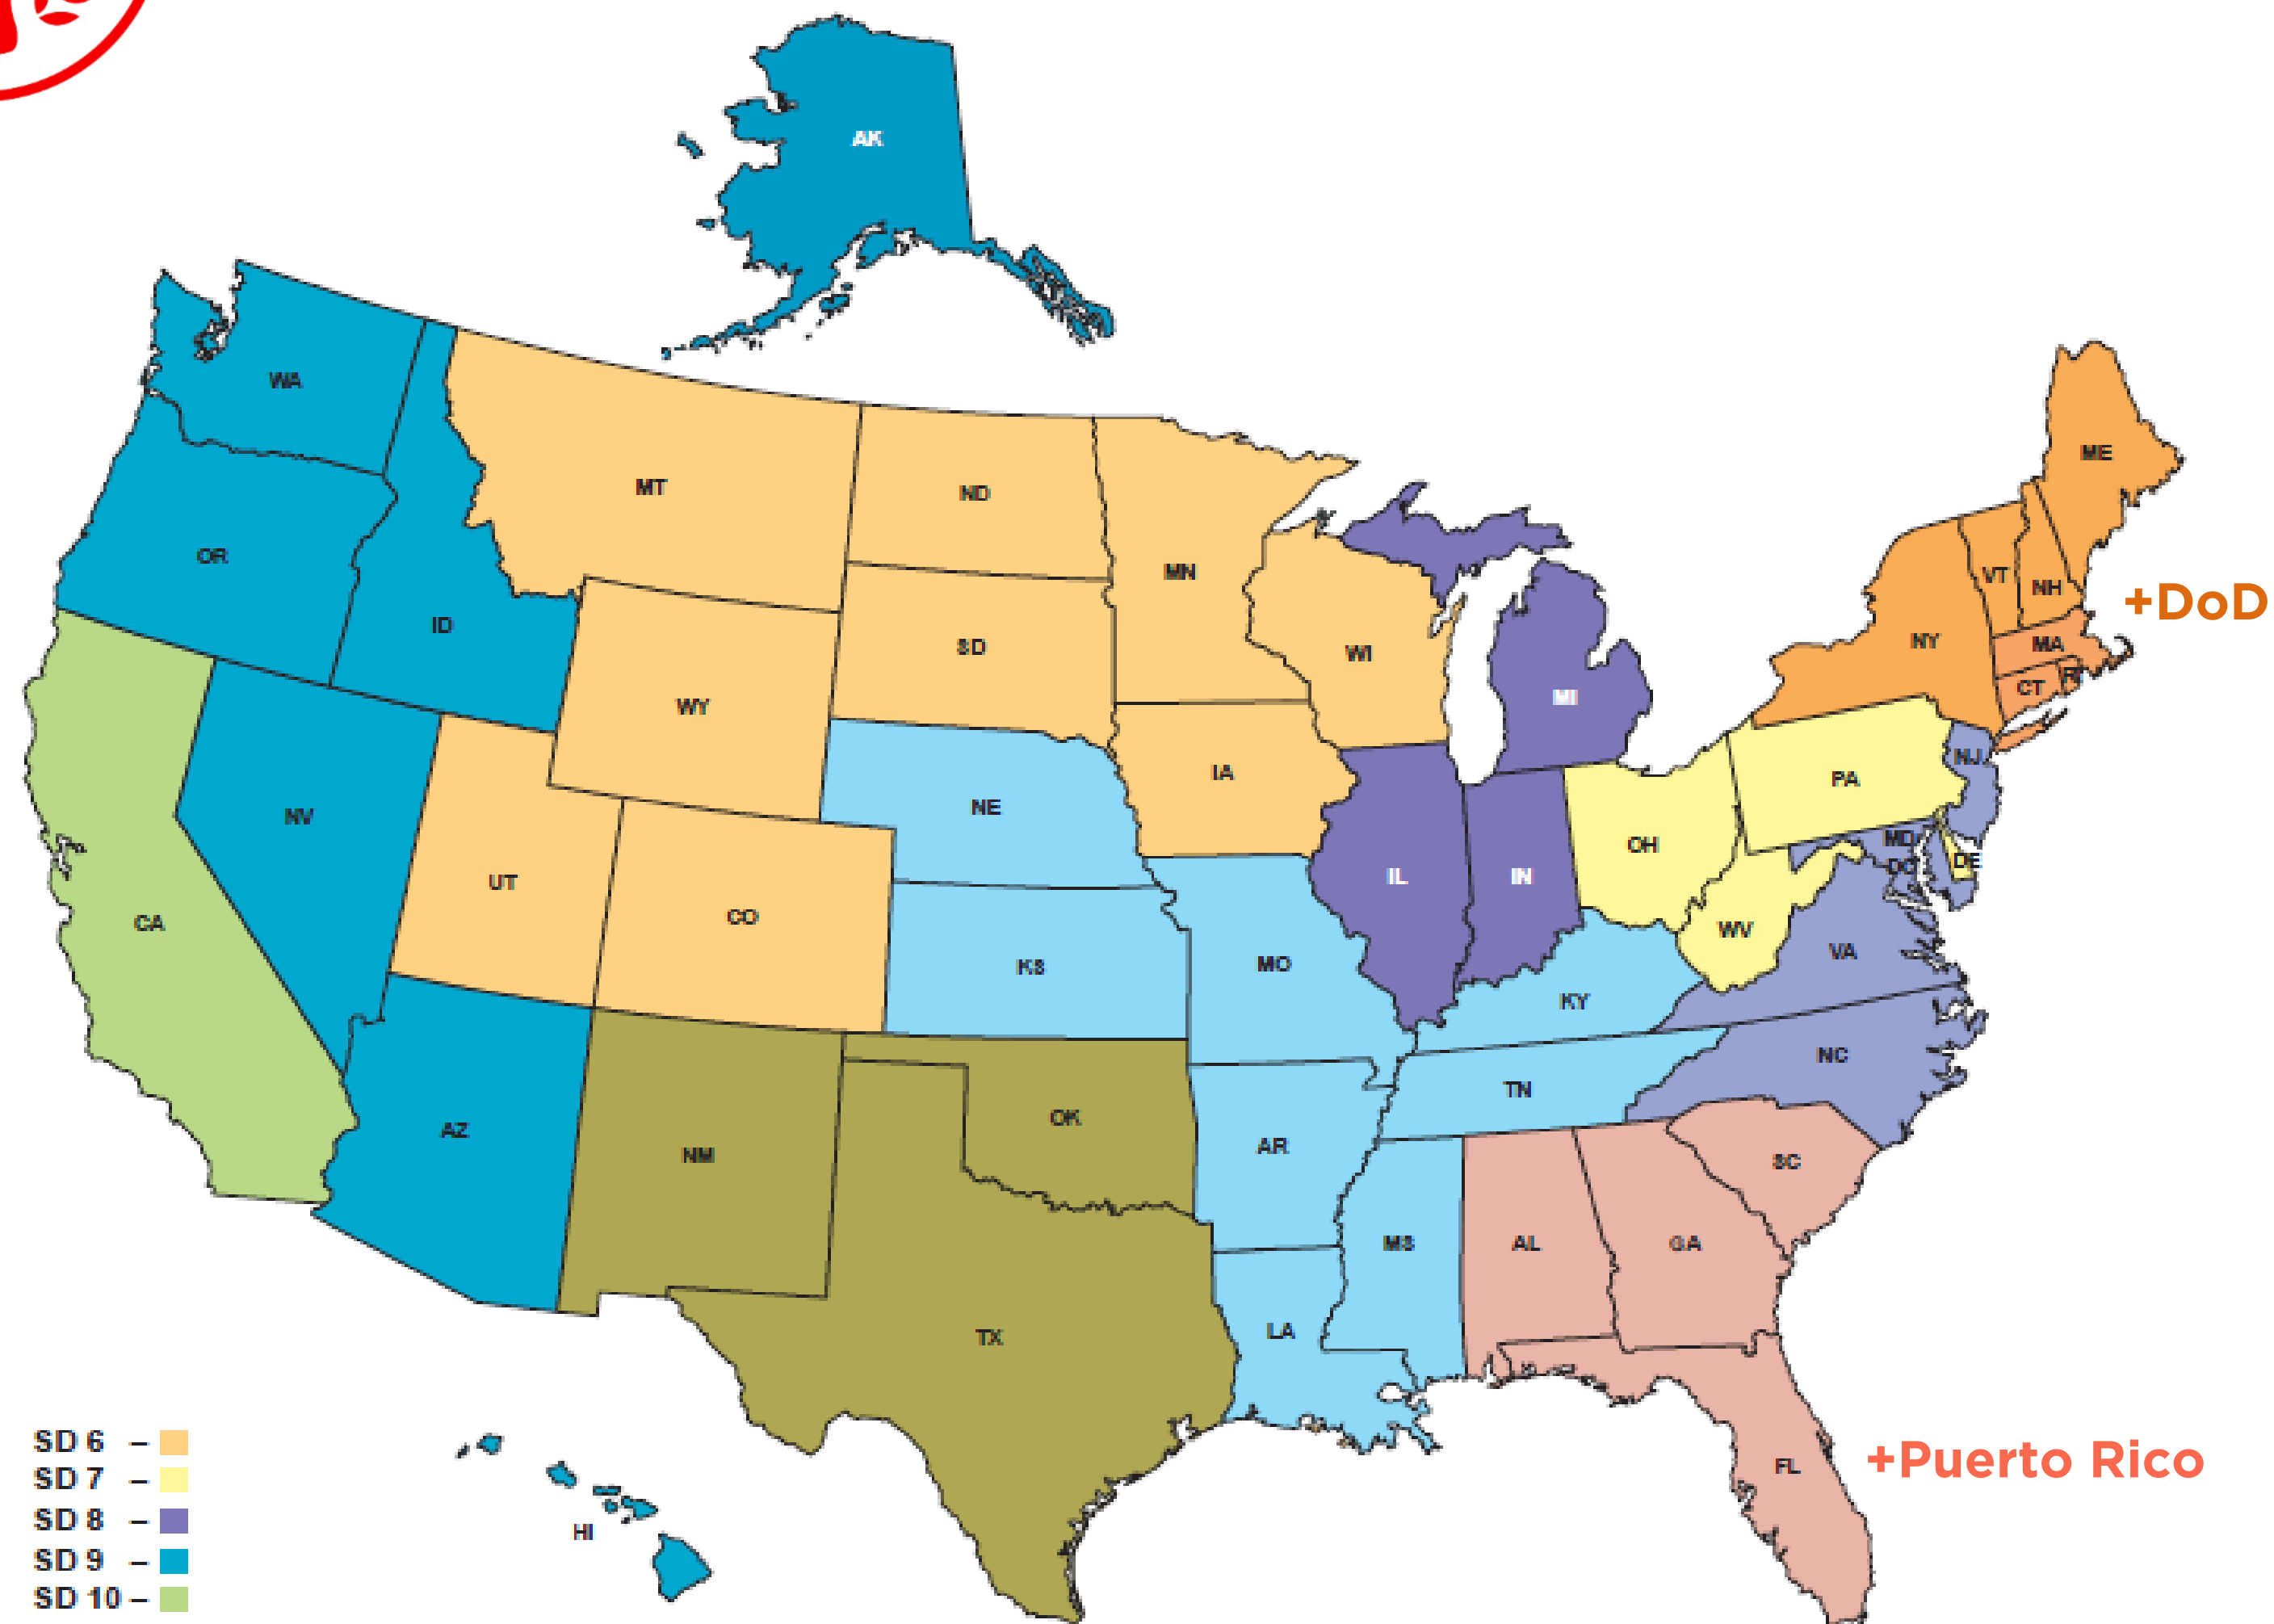 AK
WA
MT
ND
MN
ME
OR
ID
SD
WI
MI
VT
NH
+DoD
NY
MA
CT
RI
WY
IA
NE
PA
NJ
NV
UT
CO
IL
IN
OH
MD
DC
DE
CA
KS
MO
WV
VA
KY
NC
TN
AZ
NM
OK
AR
SC
MS
AL
GA
TX
LA
FL
+Puerto Rico
HI
SD 6 –
SD 7 –
SD 8 –
SD 9 –
SD 10 –